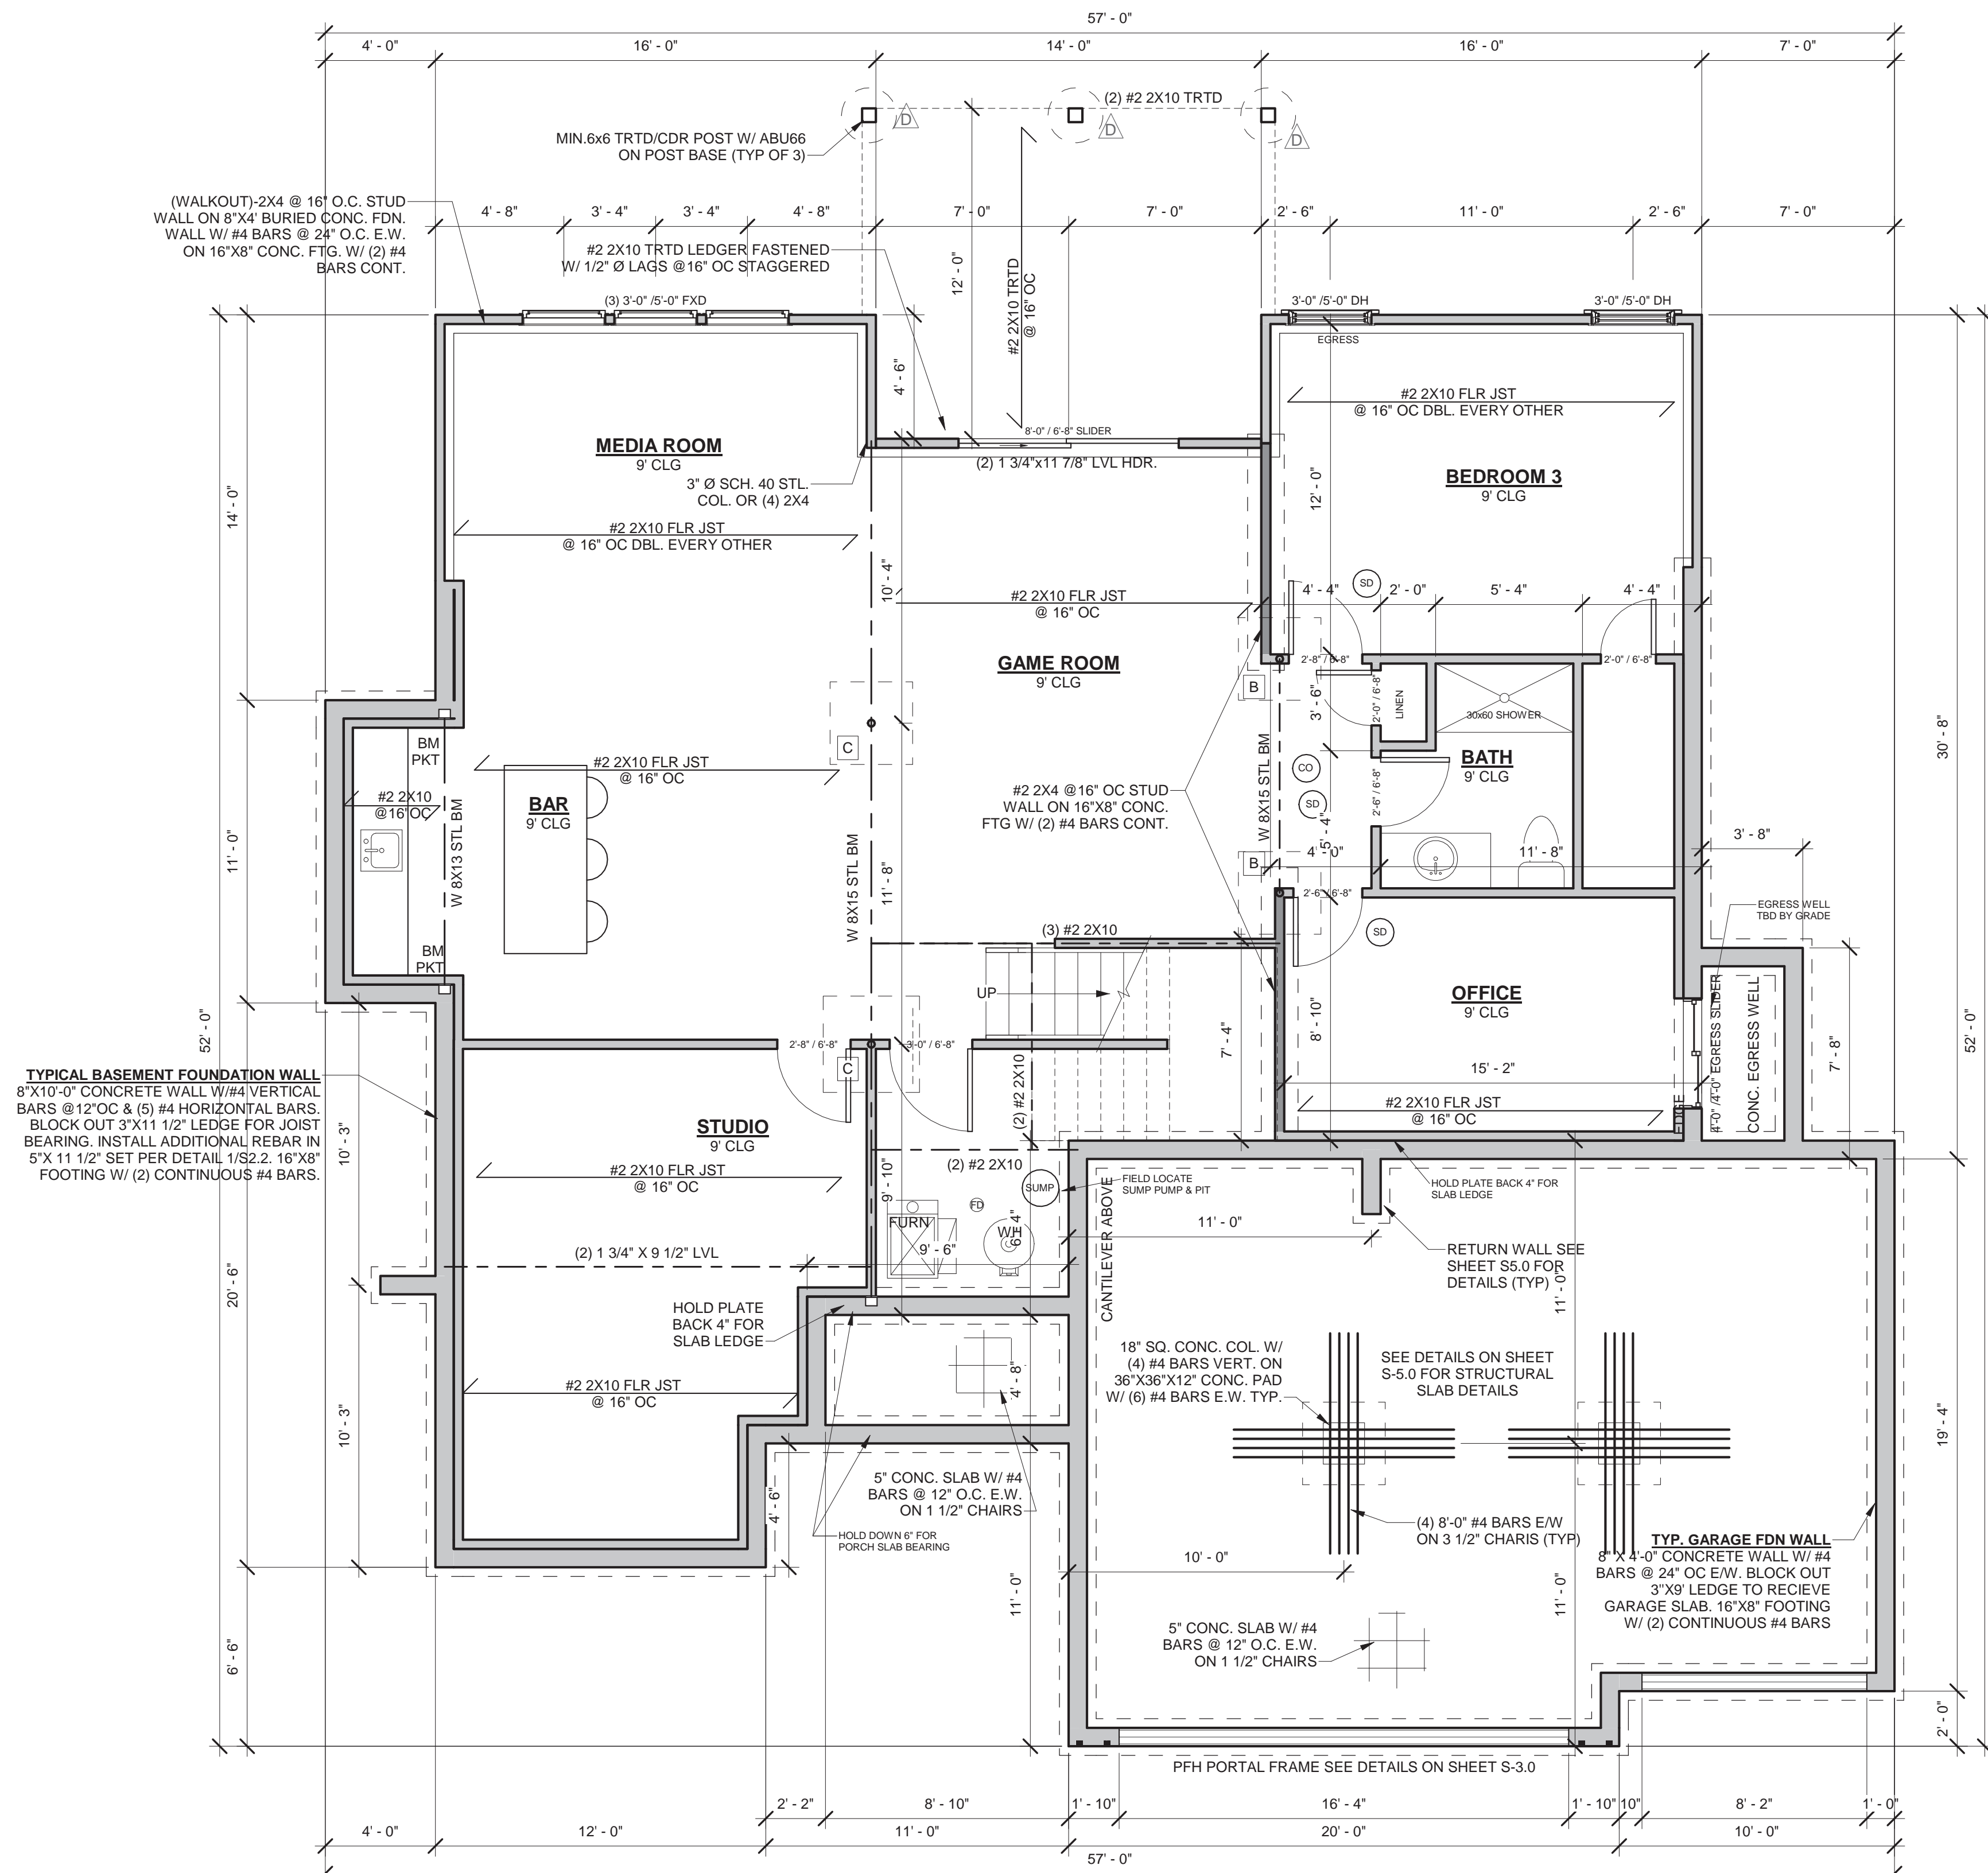 57' - 0"
4' - 0"
16' - 0"
14' - 0"
16' - 0"
7' - 0"
(2) #2 2X10 TRTD
D
D
D
MIN.6x6 TRTD/CDR POST W/ ABU66
ON POST BASE (TYP OF 3)
(WALKOUT)-2X4 @ 16" O.C. STUD
WALL ON 8"X4' BURIED CONC. FDN.
WALL W/ #4 BARS @ 24" O.C. E.W.
ON 16"X8" CONC. FTG. W/ (2) #4
BARS CONT.
4' - 8"
3' - 4"
3' - 4"
4' - 8"
7' - 0"
7' - 0"
2' - 6"
11' - 0"
2' - 6"
7' - 0"
#2 2X10 TRTD LEDGER FASTENED
W/ 1/2" Ø LAGS @16" OC STAGGERED
12' - 0"
#2 2X10 TRTD
@ 16" OC
(3) 3'-0" /5'-0" FXD
3'-0" /5'-0" DH
3'-0" /5'-0" DH
EGRESS
4' - 6"
#2 2X10 FLR JST
@ 16" OC DBL. EVERY OTHER
8'-0" / 6'-8" SLIDER
(2) 1 3/4"x11 7/8" LVL HDR.
MEDIA ROOM
9' CLG
3" Ø SCH. 40 STL.
COL. OR (4) 2X4
BEDROOM 3
9' CLG
12' - 0"
14' - 0"
#2 2X10 FLR JST
@ 16" OC DBL. EVERY OTHER
10' - 4"
#2 2X10 FLR JST
@ 16" OC
SD
4' - 4"
2' - 0"
5' - 4"
4' - 4"
GAME ROOM
9' CLG
2'-8" / 6'-8"
2'-0" / 6'-8"
B
3' - 6"
2'-0" / 6'-8"
LINEN
30x60 SHOWER
30' - 8"
C
BM
PKT
#2 2X10 FLR JST
@ 16" OC
W 8X15 STL BM
BATH
9' CLG
CO
SD
2'-6" / 6'-8"
#2 2X10
@16"OC
BAR
9' CLG
#2 2X4 @16" OC STUD
WALL ON 16"X8" CONC.
FTG W/ (2) #4 BARS CONT.
11' - 0"
W 8X13 STL BM
W 8X15 STL BM
11' - 8"
B
5' - 4"
4' - 0"
11' - 8"
3' - 8"
2'-6" / 6'-8"
EGRESS WELL
TBD BY GRADE
BM
PKT
(3) #2 2X10
SD
UP
OFFICE
9' CLG
52' - 0"
52' - 0"
2'-8" / 6'-8"
3'-0" / 6'-8"
C
(2) #2 2X10
7' - 4"
8' - 10"
15' - 2"
4'-0" /4'-0" EGRESS SLIDER
CONC. EGRESS WELL
7' - 8"
#2 2X10 FLR JST
@ 16" OC
TYPICAL BASEMENT FOUNDATION WALL
8"X10'-0" CONCRETE WALL W/#4 VERTICAL
BARS @12"OC & (5) #4 HORIZONTAL BARS.
BLOCK OUT 3"X11 1/2" LEDGE FOR JOIST
BEARING. INSTALL ADDITIONAL REBAR IN
5"X 11 1/2" SET PER DETAIL 1/S2.2. 16"X8"
FOOTING W/ (2) CONTINUOUS #4 BARS.
10' - 3"
STUDIO
9' CLG
#2 2X10 FLR JST
@ 16" OC
(2) #2 2X10
9' - 10"
SUMP
FIELD LOCATE
SUMP PUMP & PIT
FD
FURN
WH
6' - 4"
9' - 6"
CANTILEVER ABOVE
HOLD PLATE BACK 4" FOR
SLAB LEDGE
11' - 0"
RETURN WALL SEE
SHEET S5.0 FOR
DETAILS (TYP)
11' - 0"
(2) 1 3/4" X 9 1/2" LVL
20' - 6"
HOLD PLATE
BACK 4" FOR
SLAB LEDGE
18" SQ. CONC. COL. W/
(4) #4 BARS VERT. ON
36"X36"X12" CONC. PAD
W/ (6) #4 BARS E.W. TYP.
SEE DETAILS ON SHEET
S-5.0 FOR STRUCTURAL
SLAB DETAILS
4' - 8"
#2 2X10 FLR JST
@ 16" OC
10' - 3"
19' - 4"
5" CONC. SLAB W/ #4
BARS @ 12" O.C. E.W.
ON 1 1/2" CHAIRS
4' - 6"
HOLD DOWN 6" FOR
PORCH SLAB BEARING
(4) 8'-0" #4 BARS E/W
ON 3 1/2" CHARIS (TYP)
TYP. GARAGE FDN WALL
8" X 4'-0" CONCRETE WALL W/ #4
BARS @ 24" OC E/W. BLOCK OUT
3"X9' LEDGE TO RECIEVE
GARAGE SLAB. 16"X8" FOOTING
W/ (2) CONTINUOUS #4 BARS
10' - 0"
11' - 0"
11' - 0"
5" CONC. SLAB W/ #4
BARS @ 12" O.C. E.W.
ON 1 1/2" CHAIRS
6' - 6"
2' - 0"
PFH PORTAL FRAME SEE DETAILS ON SHEET S-3.0
2' - 2"
8' - 10"
1' - 10"
16' - 4"
1' - 10"
10"
8' - 2"
1' - 0"
4' - 0"
12' - 0"
11' - 0"
20' - 0"
10' - 0"
57' - 0"